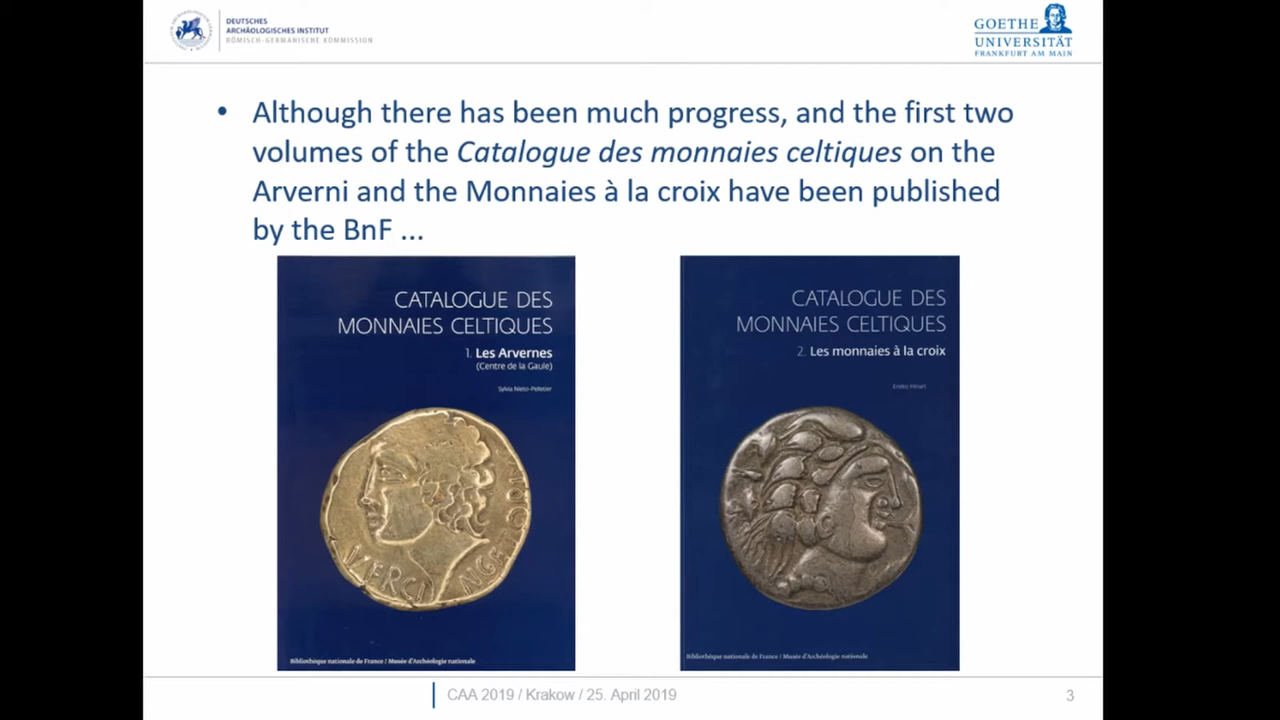 DEUTSCHES
ARCHÄOLOGISCHES INSTITUT
RÖMISCH-GERMANISCHE KOMMISSION
GOETHE
UNIVERSITÄT
FRANKFURT AM MAIN
• Although there has been much progress, and the first two
volumes of the Catalogue des monnaies celtiques on the
Arverni and the Monnaies à la croix have been published
by the BnF ...
CATALOGUE DES
MONNAIES CELTIQUES
1. Les Arvernes
(Centre de la Gaule)
Sylvia Nieto-Pelletier
VERCI NGETO
Bibliothèque nationale de France / Musée d'Archéologie nationale
CATALOGUE DES
MONNAIES CELTIQUES
2. Les monnaies à la croix
Eneko Hiriart
Bibliothèque nationale de France / Musée d'Archéologie nationale
CAA 2019 / Krakow / 25. April 2019
3